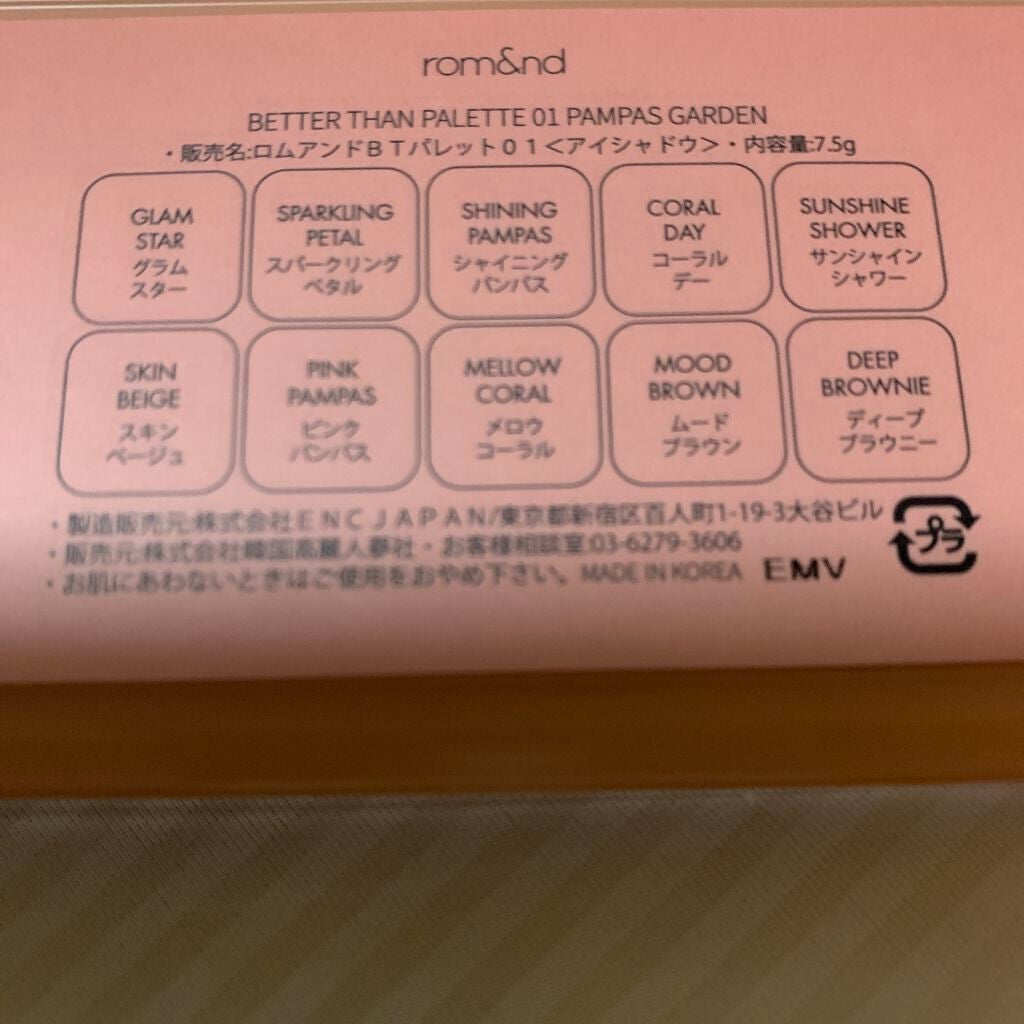 rom&nd
BETTER THAN PALETTE 01 PAMPAS GARDEN
・販売名:ロムアンドＢＴパレット０１＜アイシャドウ＞・内容量:7.5g
GLAM
STAR
グラム
スター
SPARKLING
PETAL
スパークリング
ペタル
SHINING
PAMPAS
シャイニング
パンパス
CORAL
DAY
コーラル
デー
SUNSHINE
SHOWER
サンシャイン
シャワー
SKIN
BEIGE
スキン
ベージュ
PINK
PAMPAS
ピンク
パンパス
MELLOW
CORAL
メロウ
コーラル
MOOD
BROWN
ムード
ブラウン
DEEP
BROWNIE
ディープ
ブラウニー
・製造販売元:株式会社ＥＮＣ ＪＡＰＡＮ/東京都新宿区百人町1-19-3大谷ビル
・販売元:株式会社韓国高麗人参社・お客様相談室:03-6279-3606
・お肌にあわないときはご使用をおやめ下さい。MADE IN KOREA EMV
プラ